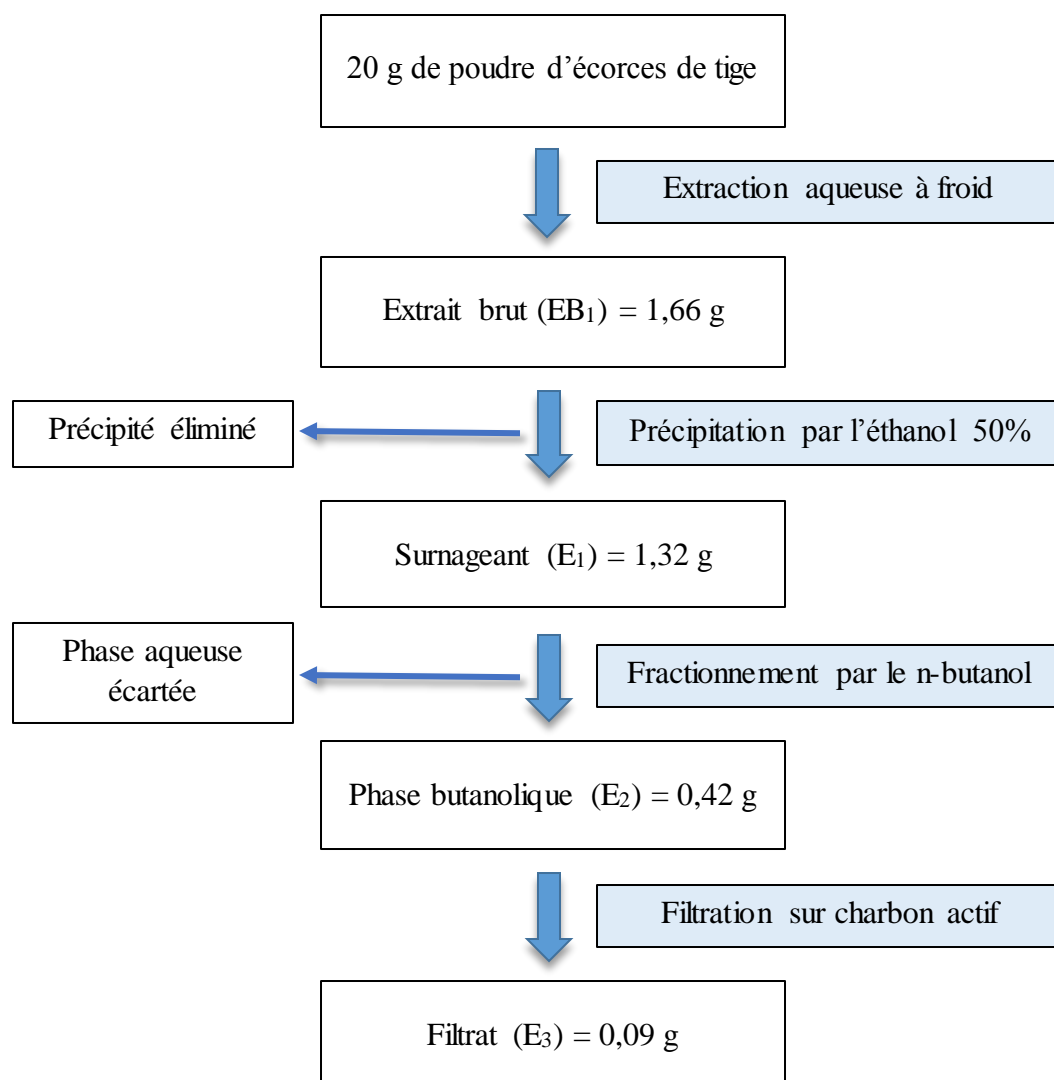 20 g de poudre d’écorces de tige
Extraction aqueuse à froid
Extrait brut (EB₁) = 1,66 g
Précipité éliminé
Précipitation par l’éthanol 50%
Surnageant (E₁) = 1,32 g
Phase aqueuse
écartée
Fractionnement par le n-butanol
Phase butanolique (E₂) = 0,42 g
Filtration sur charbon actif
Filtrat (E₃) = 0,09 g